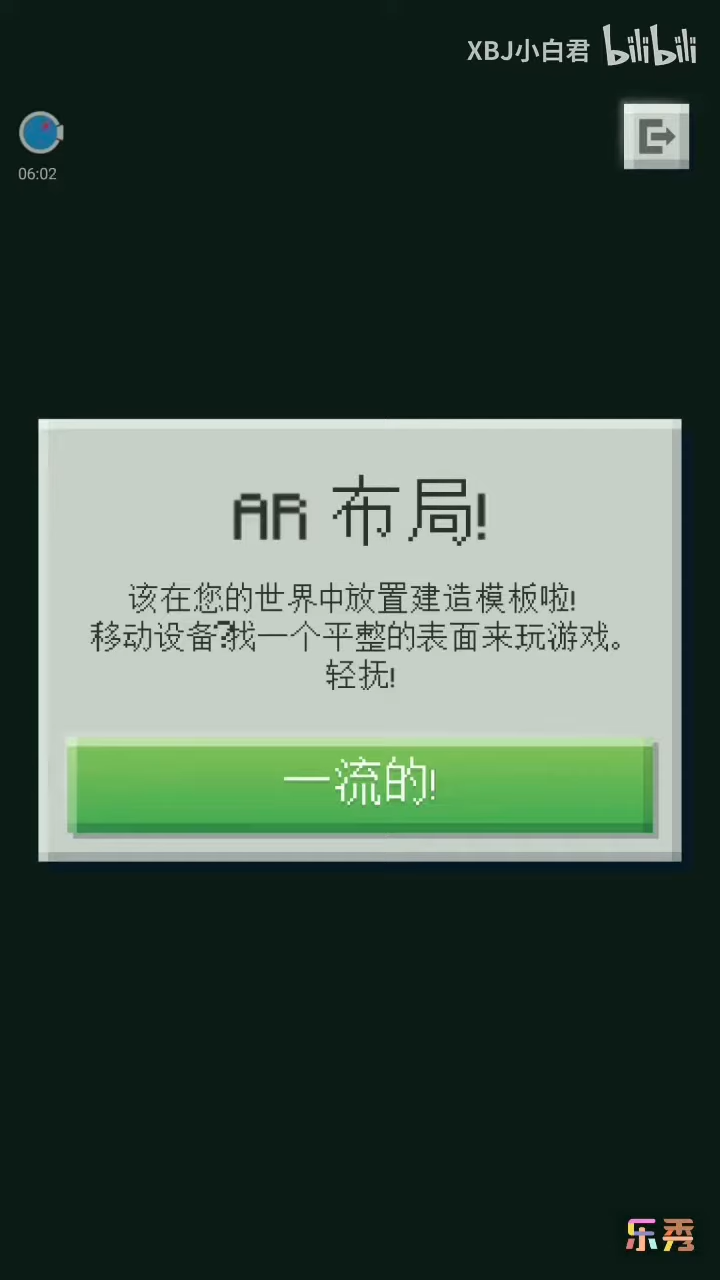 XBJ小白君 bilibili
06:02
AR 布局!
该在您的世界中放置建造模板啦!
移动设备?找一个平整的表面来玩游戏。
轻抚!
一流的!
乐秀